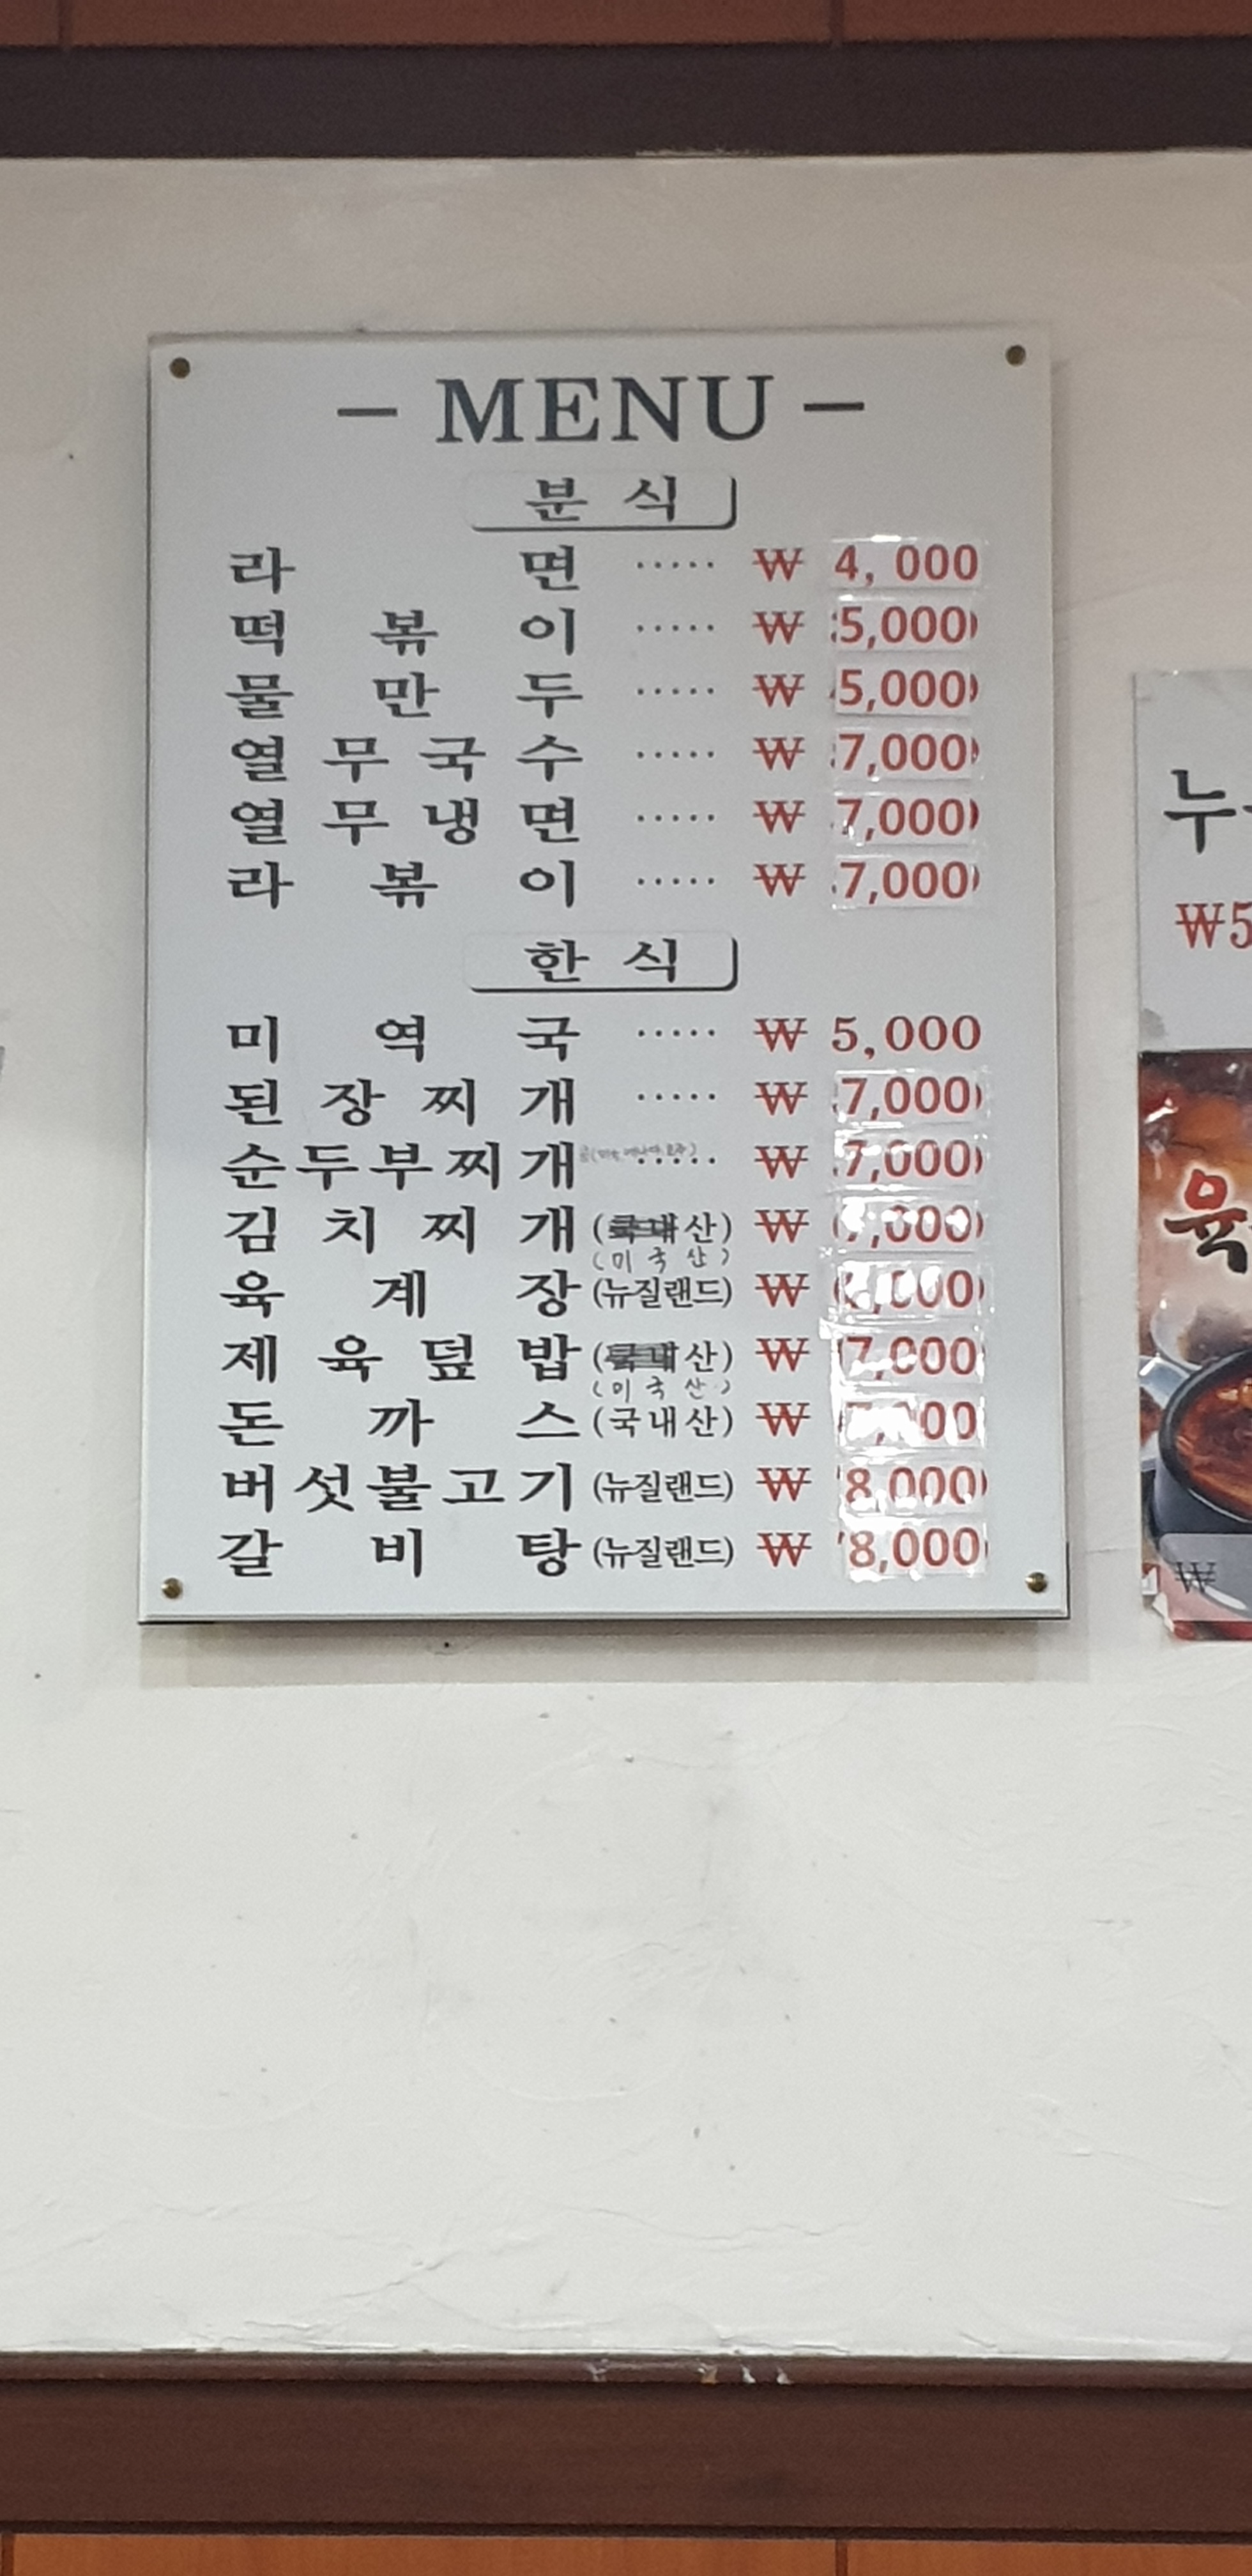 - MENU -
분 식
라 면 ····· ₩ 4,000
떡 볶 이 ····· ₩ 5,000
물 만 두 ····· ₩ 5,000
열 무 국 수 ····· ₩ 7,000
열 무 냉 면 ····· ₩ 7,000
라 볶 이 ····· ₩ 7,000
한 식
미 역 국 ····· ₩ 5,000
된 장 찌 개 ····· ₩ 7,000
순 두 부 찌 개 ····· ₩ 7,000
김 치 찌 개 (국내산) ₩
(미 국 산)
육 계 장 (뉴질랜드) ₩
제 육 덮 밥 (국내산) ₩ 7,000
(미 국 산)
돈 까 스 (국내산) ₩
버 섯 불 고 기 (뉴질랜드) ₩ 8,000
갈 비 탕 (뉴질랜드) ₩ 8,000
누
₩5
육
₩